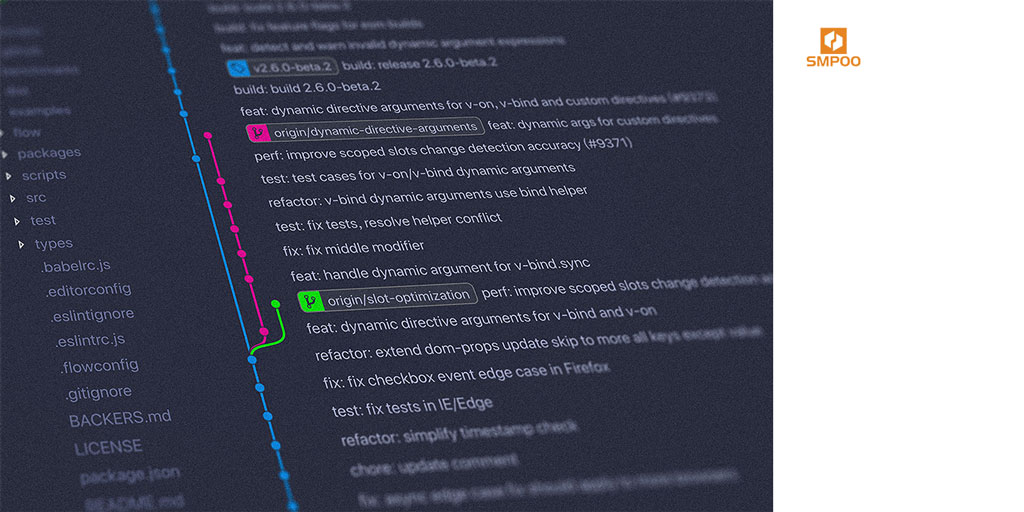 build: fix feature flags for esm builds
feat: detect and warn invalid dynamic argument expressions
v2.6.0-beta.2 build: release 2.6.0-beta.2
build: build 2.6.0-beta.2
feat: dynamic directive arguments for v-on, v-bind and custom directives (#9373)
origin/dynamic-directive-arguments feat: dynamic args for custom directives
perf: improve scoped slots change detection accuracy (#9371)
test: test cases for v-on/v-bind dynamic arguments
refactor: v-bind dynamic arguments use bind helper
test: fix tests, resolve helper conflict
fix: fix middle modifier
feat: handle dynamic argument for v-bind.sync
origin/slot-optimization perf: improve scoped slots change detection
feat: dynamic directive arguments for v-bind and v-on
refactor: extend dom-props update skip to more all keys except value
fix: fix checkbox event edge case in Firefox
test: fix tests in IE/Edge
refactor: simplify timestamp check
chore: update comment
examples
flow
packages
scripts
src
test
types
.babelrc.js
.editorconfig
.eslintignore
.eslintrc.js
.flowconfig
.gitignore
BACKERS.md
LICENSE
package.json
README.md
SMPOO